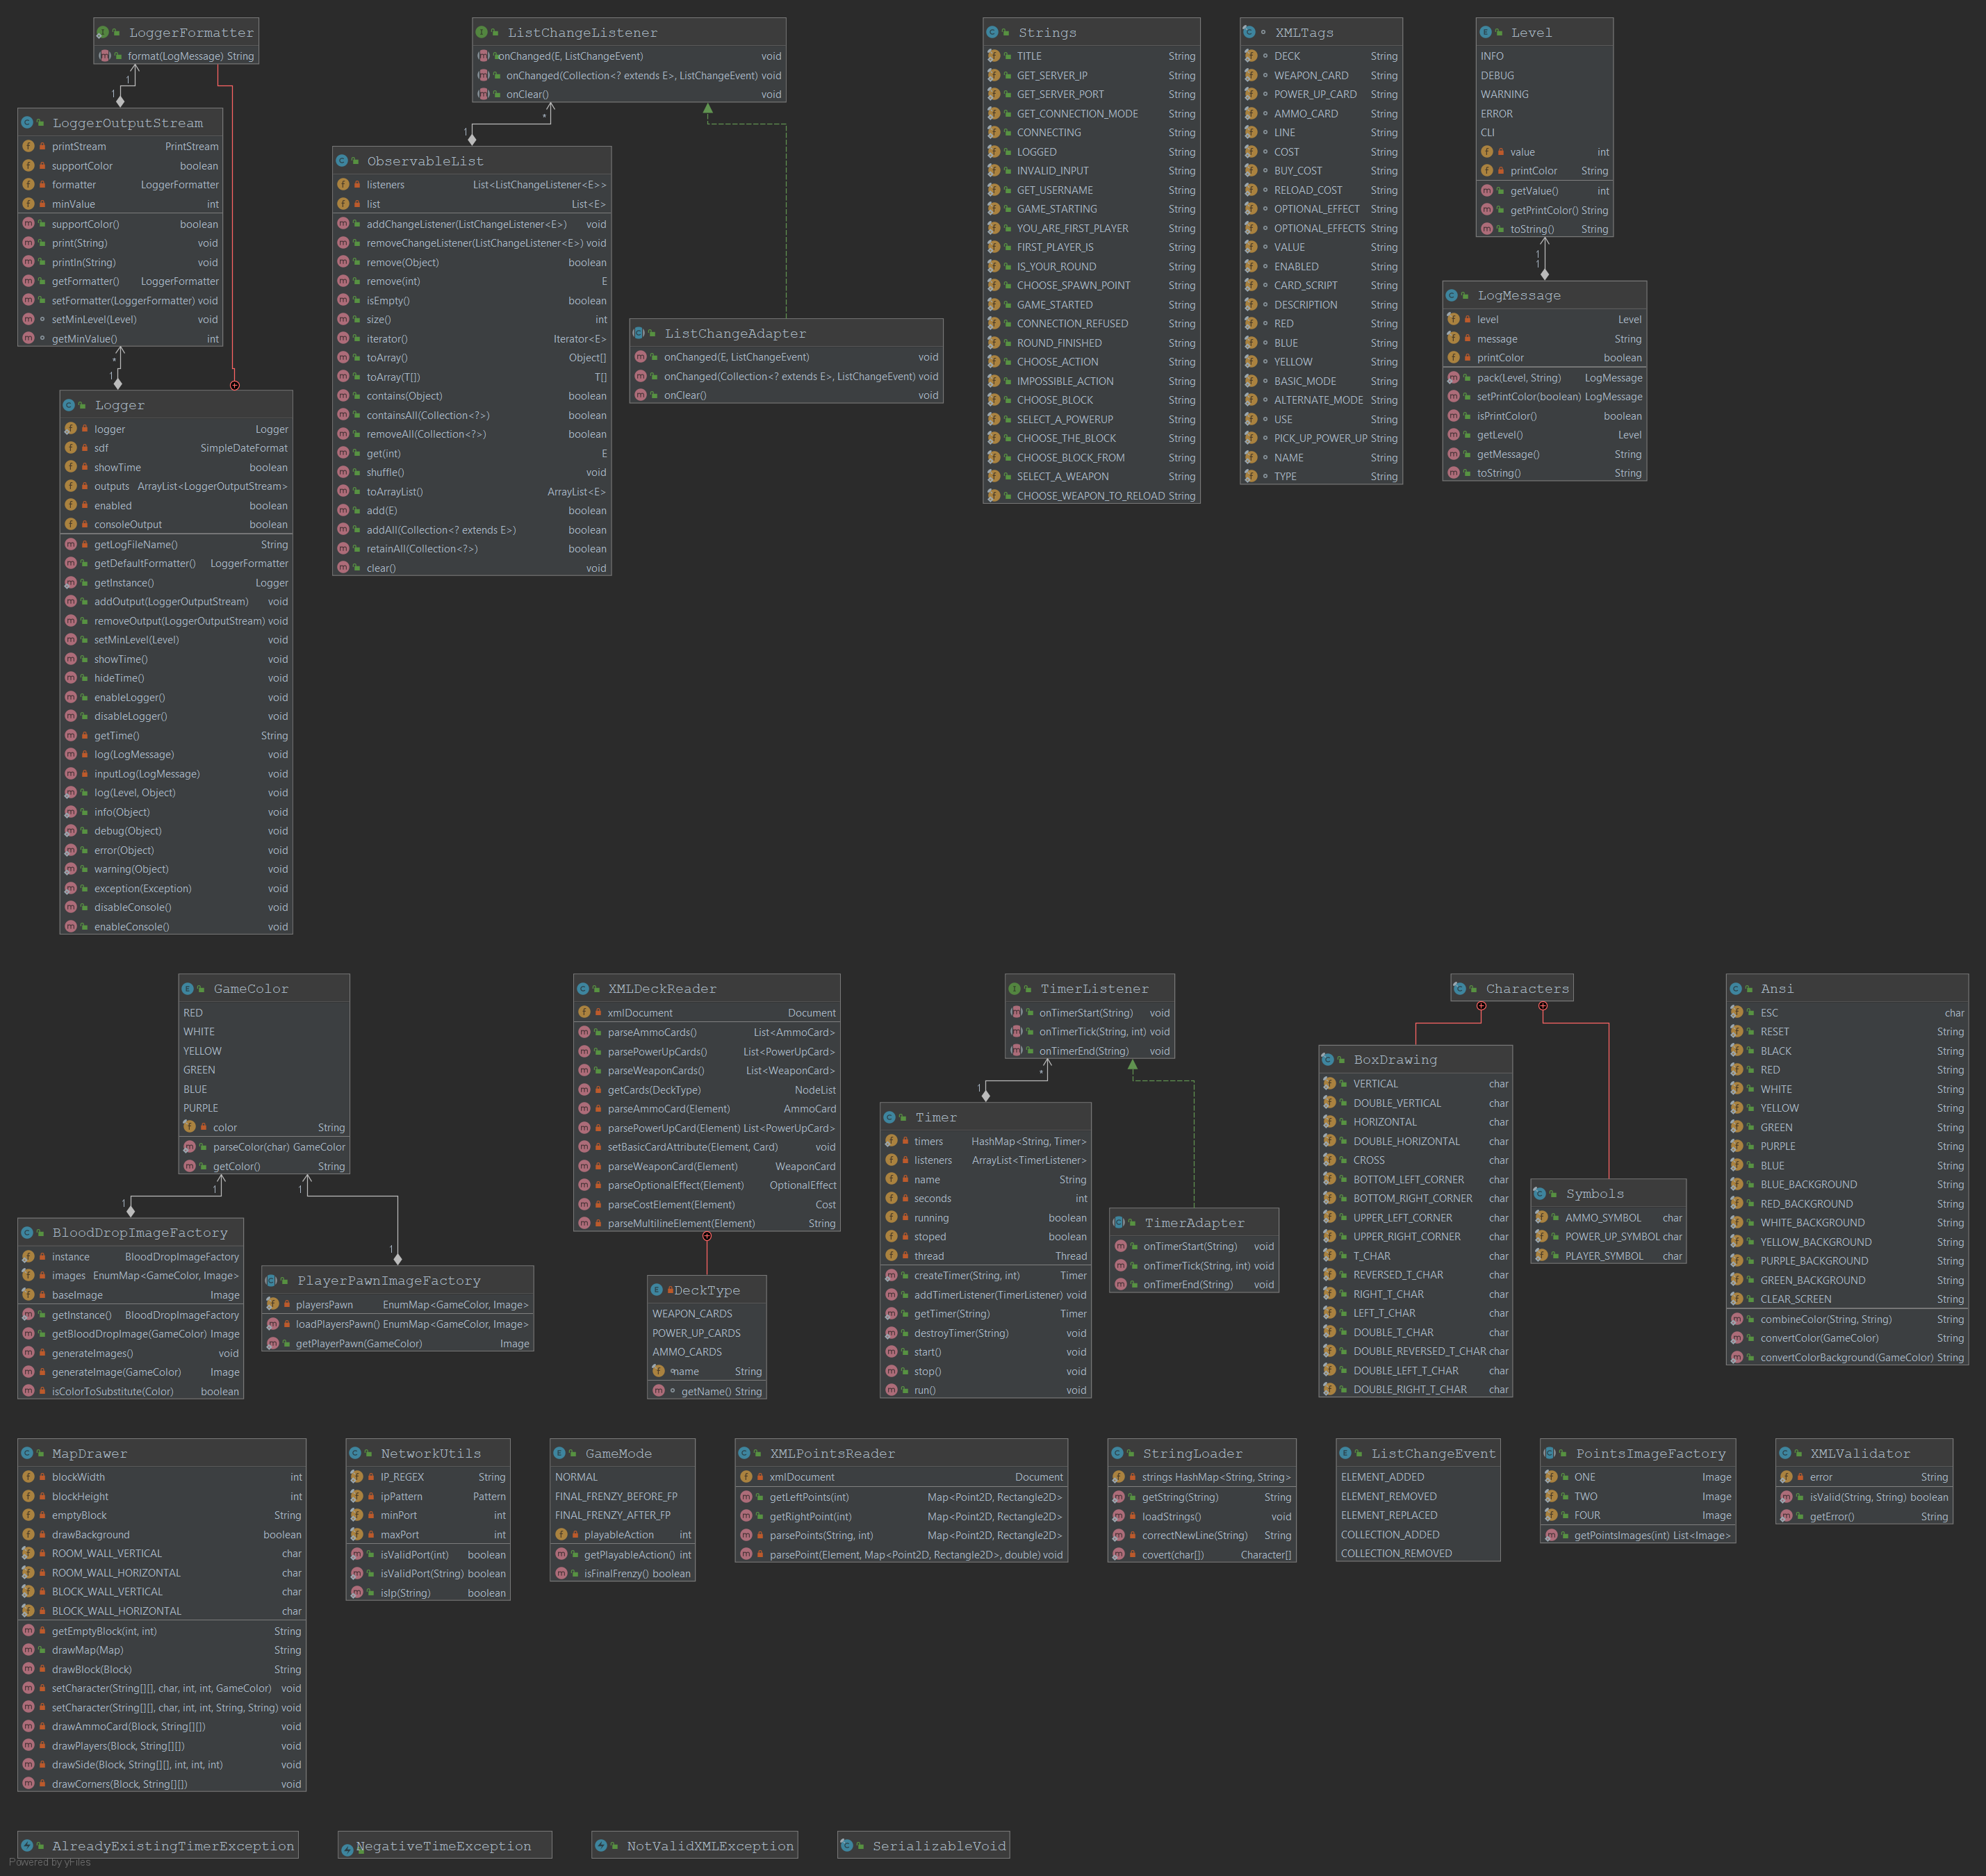 LoggerFormatter
format(LogMessage) String
1
1
LoggerOutputStream
printStream PrintStream
supportColor boolean
formatter LoggerFormatter
minValue int
supportColor() boolean
print(String) void
println(String) void
getFormatter() LoggerFormatter
setFormatter(LoggerFormatter) void
setMinLevel(Level) void
getMinValue() int
*
1
Logger
logger Logger
sdf SimpleDateFormat
showTime boolean
outputs ArrayList<LoggerOutputStream>
enabled boolean
consoleOutput boolean
getLogFileName() String
getDefaultFormatter() LoggerFormatter
getInstance() Logger
addOutput(LoggerOutputStream) void
removeOutput(LoggerOutputStream) void
setMinLevel(Level) void
showTime() void
hideTime() void
enableLogger() void
disableLogger() void
getTime() String
log(LogMessage) void
inputLog(LogMessage) void
log(Level, Object) void
info(Object) void
debug(Object) void
error(Object) void
warning(Object) void
exception(Exception) void
disableConsole() void
enableConsole() void
ListChangeListener
onChanged(E, ListChangeEvent) void
onChanged(Collection<? extends E>, ListChangeEvent) void
onClear() void
*
1
ObservableList
listeners List<ListChangeListener<E>>
list List<E>
addChangeListener(ListChangeListener<E>) void
removeChangeListener(ListChangeListener<E>) void
remove(Object) boolean
remove(int) E
isEmpty() boolean
size() int
iterator() Iterator<E>
toArray() Object[]
toArray(T[]) T[]
contains(Object) boolean
containsAll(Collection<?>) boolean
removeAll(Collection<?>) boolean
get(int) E
shuffle() void
toArrayList() ArrayList<E>
add(E) boolean
addAll(Collection<? extends E>) boolean
retainAll(Collection<?>) boolean
clear() void
ListChangeAdapter
onChanged(E, ListChangeEvent) void
onChanged(Collection<? extends E>, ListChangeEvent) void
onClear() void
Strings
TITLE String
GET_SERVER_IP String
GET_SERVER_PORT String
GET_CONNECTION_MODE String
CONNECTING String
LOGGED String
INVALID_INPUT String
GET_USERNAME String
GAME_STARTING String
YOU_ARE_FIRST_PLAYER String
FIRST_PLAYER_IS String
IS_YOUR_ROUND String
CHOOSE_SPAWN_POINT String
GAME_STARTED String
CONNECTION_REFUSED String
ROUND_FINISHED String
CHOOSE_ACTION String
IMPOSSIBLE_ACTION String
CHOOSE_BLOCK String
SELECT_A_POWERUP String
CHOOSE_THE_BLOCK String
CHOOSE_BLOCK_FROM String
SELECT_A_WEAPON String
CHOOSE_WEAPON_TO_RELOAD String
XMLTags
DECK String
WEAPON_CARD String
POWER_UP_CARD String
AMMO_CARD String
LINE String
COST String
BUY_COST String
RELOAD_COST String
OPTIONAL_EFFECT String
OPTIONAL_EFFECTS String
VALUE String
ENABLED String
CARD_SCRIPT String
DESCRIPTION String
RED String
BLUE String
YELLOW String
BASIC_MODE String
ALTERNATE_MODE String
USE String
PICK_UP_POWER_UP String
NAME String
TYPE String
Level
INFO
DEBUG
WARNING
ERROR
CLI
value int
printColor String
getValue() int
getPrintColor() String
toString() String
1
1
LogMessage
level Level
message String
printColor boolean
pack(Level, String) LogMessage
setPrintColor(boolean) LogMessage
isPrintColor() boolean
getLevel() Level
getMessage() String
toString() String
GameColor
RED
WHITE
YELLOW
GREEN
BLUE
PURPLE
color String
parseColor(char) GameColor
getColor() String
1
1
1
1
BloodDropImageFactory
instance BloodDropImageFactory
images EnumMap<GameColor, Image>
baseImage Image
getInstance() BloodDropImageFactory
getBloodDropImage(GameColor) Image
generateImages() void
generateImage(GameColor) Image
isColorToSubstitute(Color) boolean
PlayerPawnImageFactory
playersPawn EnumMap<GameColor, Image>
loadPlayersPawn() EnumMap<GameColor, Image>
getPlayerPawn(GameColor) Image
XMLDeckReader
xmlDocument Document
parseAmmoCards() List<AmmoCard>
parsePowerUpCards() List<PowerUpCard>
parseWeaponCards() List<WeaponCard>
getCards(DeckType) NodeList
parseAmmoCard(Element) AmmoCard
parsePowerUpCard(Element) List<PowerUpCard>
setBasicCardAttribute(Element, Card) void
parseWeaponCard(Element) WeaponCard
parseOptionalEffect(Element) OptionalEffect
parseCostElement(Element) Cost
parseMultilineElement(Element) String
DeckType
WEAPON_CARDS
POWER_UP_CARDS
AMMO_CARDS
name String
getName() String
TimerListener
onTimerStart(String) void
onTimerTick(String, int) void
onTimerEnd(String) void
*
1
Timer
timers HashMap<String, Timer>
listeners ArrayList<TimerListener>
name String
seconds int
running boolean
stoped boolean
thread Thread
createTimer(String, int) Timer
addTimerListener(TimerListener) void
getTimer(String) Timer
destroyTimer(String) void
start() void
stop() void
run() void
TimerAdapter
onTimerStart(String) void
onTimerTick(String, int) void
onTimerEnd(String) void
Characters
BoxDrawing
VERTICAL char
DOUBLE_VERTICAL char
HORIZONTAL char
DOUBLE_HORIZONTAL char
CROSS char
BOTTOM_LEFT_CORNER char
BOTTOM_RIGHT_CORNER char
UPPER_LEFT_CORNER char
UPPER_RIGHT_CORNER char
T_CHAR char
REVERSED_T_CHAR char
RIGHT_T_CHAR char
LEFT_T_CHAR char
DOUBLE_T_CHAR char
DOUBLE_REVERSED_T_CHAR char
DOUBLE_LEFT_T_CHAR char
DOUBLE_RIGHT_T_CHAR char
Symbols
AMMO_SYMBOL char
POWER_UP_SYMBOL char
PLAYER_SYMBOL char
Ansi
ESC char
RESET String
BLACK String
RED String
WHITE String
YELLOW String
GREEN String
PURPLE String
BLUE String
BLUE_BACKGROUND String
RED_BACKGROUND String
WHITE_BACKGROUND String
YELLOW_BACKGROUND String
PURPLE_BACKGROUND String
GREEN_BACKGROUND String
CLEAR_SCREEN String
combineColor(String, String) String
convertColor(GameColor) String
convertColorBackground(GameColor) String
MapDrawer
blockWidth int
blockHeight int
emptyBlock String
drawBackground boolean
ROOM_WALL_VERTICAL char
ROOM_WALL_HORIZONTAL char
BLOCK_WALL_VERTICAL char
BLOCK_WALL_HORIZONTAL char
getEmptyBlock(int, int) String
drawMap(Map) String
drawBlock(Block) String
setCharacter(String[][], char, int, int, GameColor) void
setCharacter(String[][], char, int, int, String, String) void
drawAmmoCard(Block, String[][]) void
drawPlayers(Block, String[][]) void
drawSide(Block, String[][], int, int, int) void
drawCorners(Block, String[][]) void
NetworkUtils
IP_REGEX String
ipPattern Pattern
minPort int
maxPort int
isValidPort(int) boolean
isValidPort(String) boolean
isIp(String) boolean
GameMode
NORMAL
FINAL_FRENZY_BEFORE_FP
FINAL_FRENZY_AFTER_FP
playableAction int
getPlayableAction() int
isFinalFrenzy() boolean
XMLPointsReader
xmlDocument Document
getLeftPoints(int) Map<Point2D, Rectangle2D>
getRightPoint(int) Map<Point2D, Rectangle2D>
parsePoints(String, int) Map<Point2D, Rectangle2D>
parsePoint(Element, Map<Point2D, Rectangle2D>, double) void
StringLoader
strings HashMap<String, String>
getString(String) String
loadStrings() void
correctNewLine(String) String
covert(char[]) Character[]
ListChangeEvent
ELEMENT_ADDED
ELEMENT_REMOVED
ELEMENT_REPLACED
COLLECTION_ADDED
COLLECTION_REMOVED
PointsImageFactory
ONE Image
TWO Image
FOUR Image
getPointsImages(int) List<Image>
XMLValidator
error String
isValid(String, String) boolean
getError() String
AlreadyExistingTimerException
NegativeTimeException
NotValidXMLException
SerializableVoid
Powered by yFiles